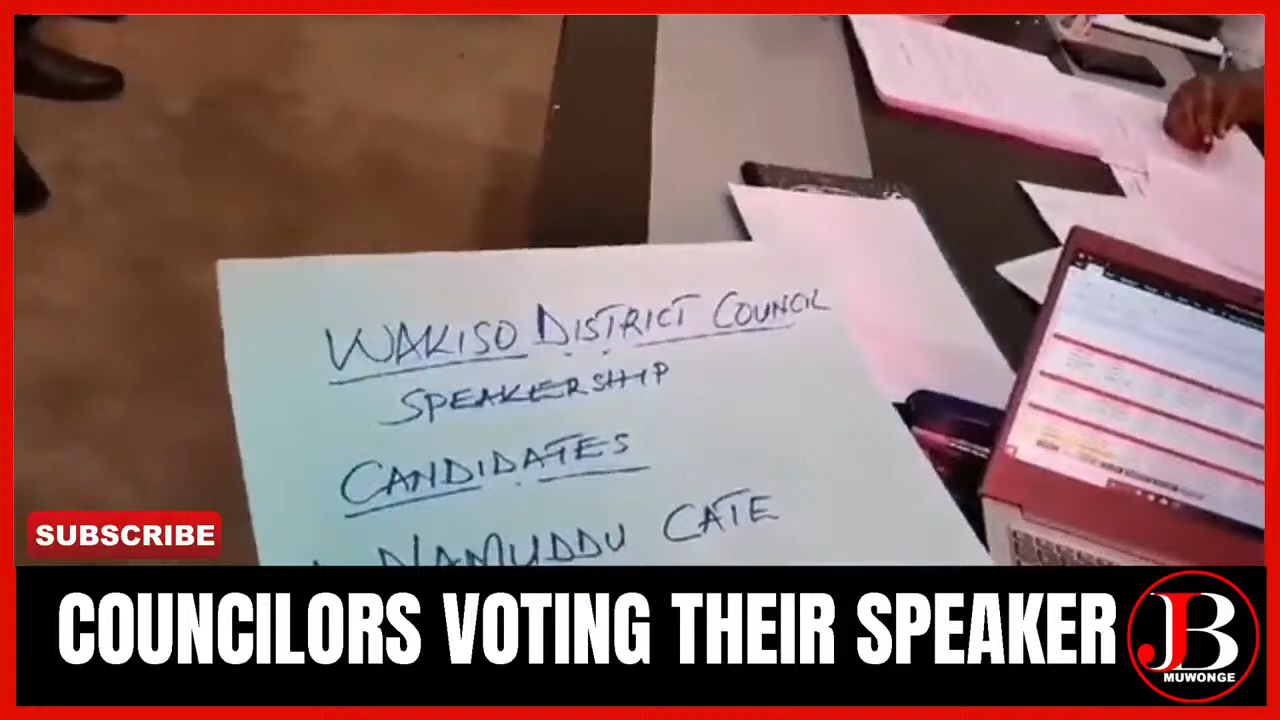 WAKISO DISTRICT COUNCIL
SPEAKERSHIP
CANDIDATES
NAMUDDU CATE
SUBSCRIBE
COUNCILORS VOTING THEIR SPEAKER
JB
MUWONGE